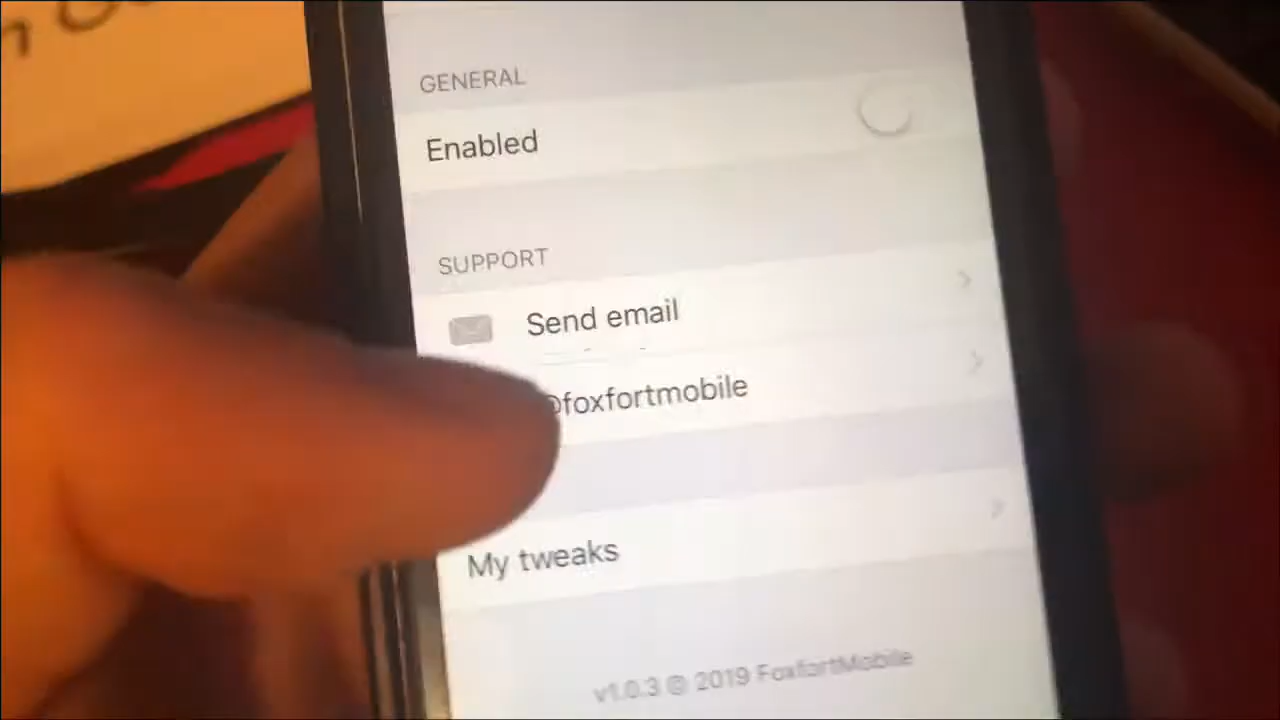 GENERAL
Enabled
SUPPORT
Send email
@foxfortmobile
My tweaks
v1.0.3 @ 2019 FoxfortMobile